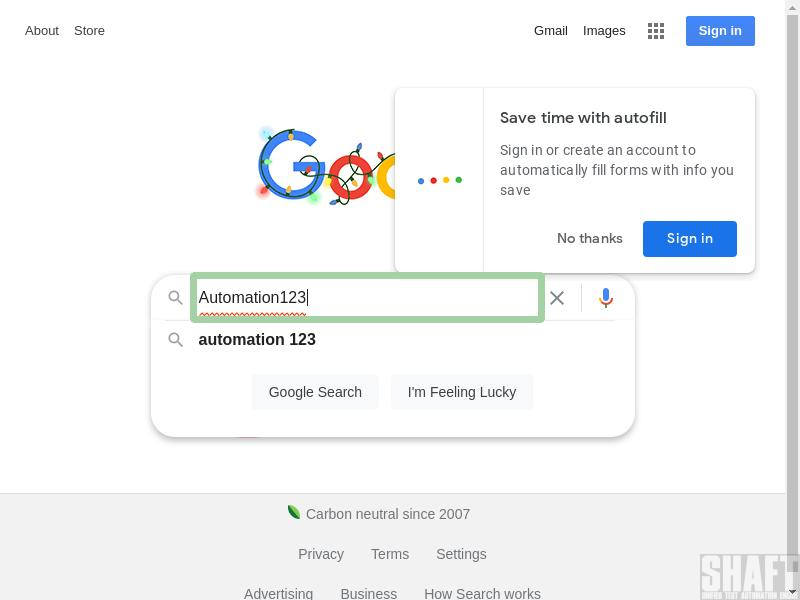 About Store
Gmail Images Sign in
Save time with autofill
Sign in or create an account to
automatically fill forms with info you
save
No thanks Sign in
Goo
Automation123
automation 123
Google Search I'm Feeling Lucky
Carbon neutral since 2007
Privacy Terms Settings
Advertising Business How Search works
SHAFT